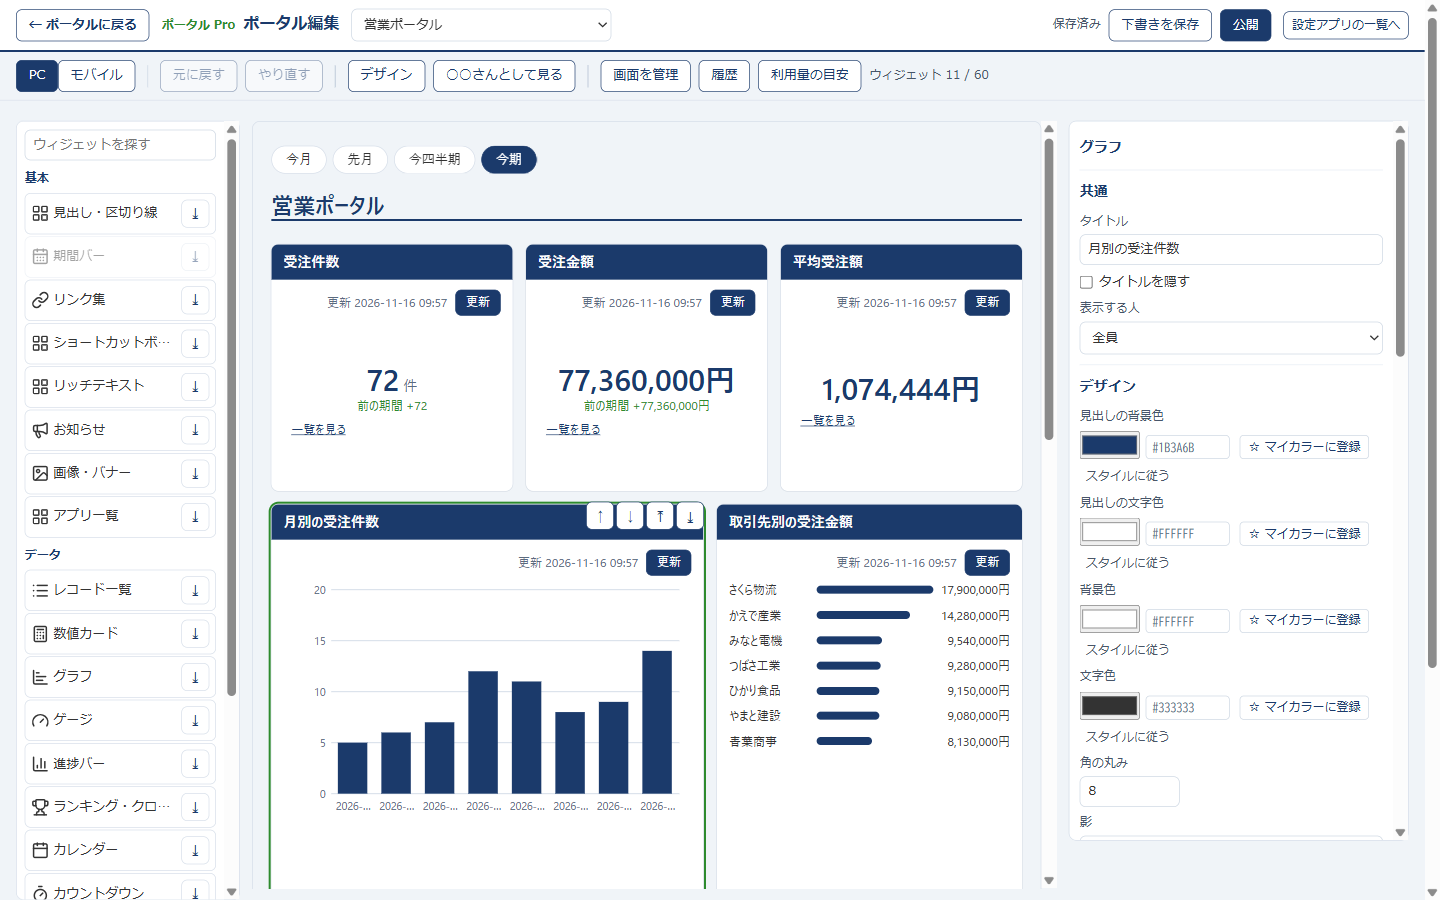 ← ポータルに戻る ポータル Pro ポータル編集 営業ポータル 保存済み 下書きを保存 公開 設定アプリの一覧へ
PC モバイル 元に戻す やり直す デザイン 〇〇さんとして見る 画面を管理 履歴 利用量の目安 ウィジェット 11 / 60
ウィジェットを探す
基本
見出し・区切り線
期間バー
リンク集
ショートカットボ…
リッチテキスト
お知らせ
画像・バナー
アプリ一覧
データ
レコード一覧
数値カード
グラフ
ゲージ
進捗バー
ランキング・クロ…
カレンダー
カウントダウン
今月 先月 今四半期 今期
営業ポータル
受注件数
更新 2026-11-16 09:57 更新
72 件
前の期間 +72
一覧を見る
受注金額
更新 2026-11-16 09:57 更新
77,360,000円
前の期間 +77,360,000円
一覧を見る
平均受注額
更新 2026-11-16 09:57 更新
1,074,444円
一覧を見る
月別の受注件数 ↑ ↓ ⤒ ⤓
更新 2026-11-16 09:57 更新
20
15
10
5
0
2026-… 2026-… 2026-… 2026-… 2026-… 2026-… 2026-… 2026-…
取引先別の受注金額
更新 2026-11-16 09:57 更新
さくら物流 17,900,000円
かえで産業 14,280,000円
みなと電機 9,540,000円
つばさ工業 9,280,000円
ひかり食品 9,150,000円
やまと建設 9,080,000円
青葉商事 8,130,000円
グラフ
共通
タイトル
月別の受注件数
タイトルを隠す
表示する人
全員
デザイン
見出しの背景色
#1B3A6B ☆ マイカラーに登録
スタイルに従う
見出しの文字色
#FFFFFF ☆ マイカラーに登録
スタイルに従う
背景色
#FFFFFF ☆ マイカラーに登録
スタイルに従う
文字色
#333333 ☆ マイカラーに登録
スタイルに従う
角の丸み
8
影